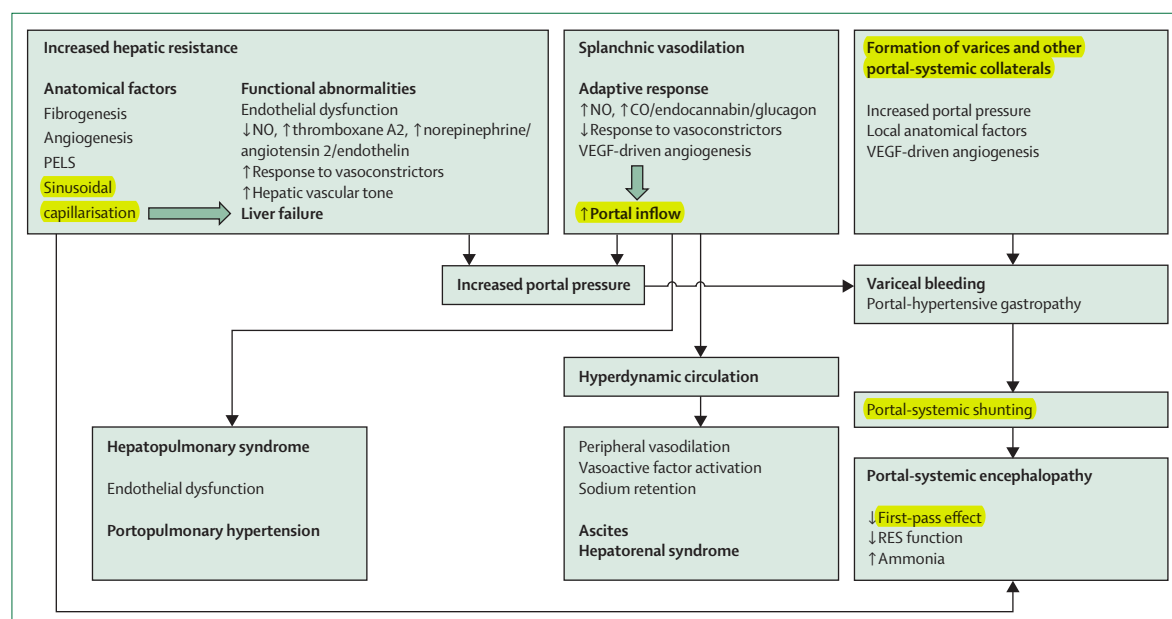 Increased hepatic resistance
Anatomical factors
Fibrogenesis
Angiogenesis
PELS
Sinusoidal
capillarisation
Functional abnormalities
Endothelial dysfunction
↓NO, ↑thromboxane A2, ↑norepinephrine/
angiotensin 2/endothelin
↑Response to vasoconstrictors
↑Hepatic vascular tone
Liver failure
Splanchnic vasodilation
Adaptive response
↑NO, ↑CO/endocannabin/glucagon
↓Response to vasoconstrictors
VEGF-driven angiogenesis
↑Portal inflow
Formation of varices and other
portal-systemic collaterals
Increased portal pressure
Local anatomical factors
VEGF-driven angiogenesis
Increased portal pressure
Variceal bleeding
Portal-hypertensive gastropathy
Hyperdynamic circulation
Portal-systemic shunting
Hepatopulmonary syndrome
Endothelial dysfunction
Portopulmonary hypertension
Peripheral vasodilation
Vasoactive factor activation
Sodium retention
Ascites
Hepatorenal syndrome
Portal-systemic encephalopathy
↓First-pass effect
↓RES function
↑Ammonia